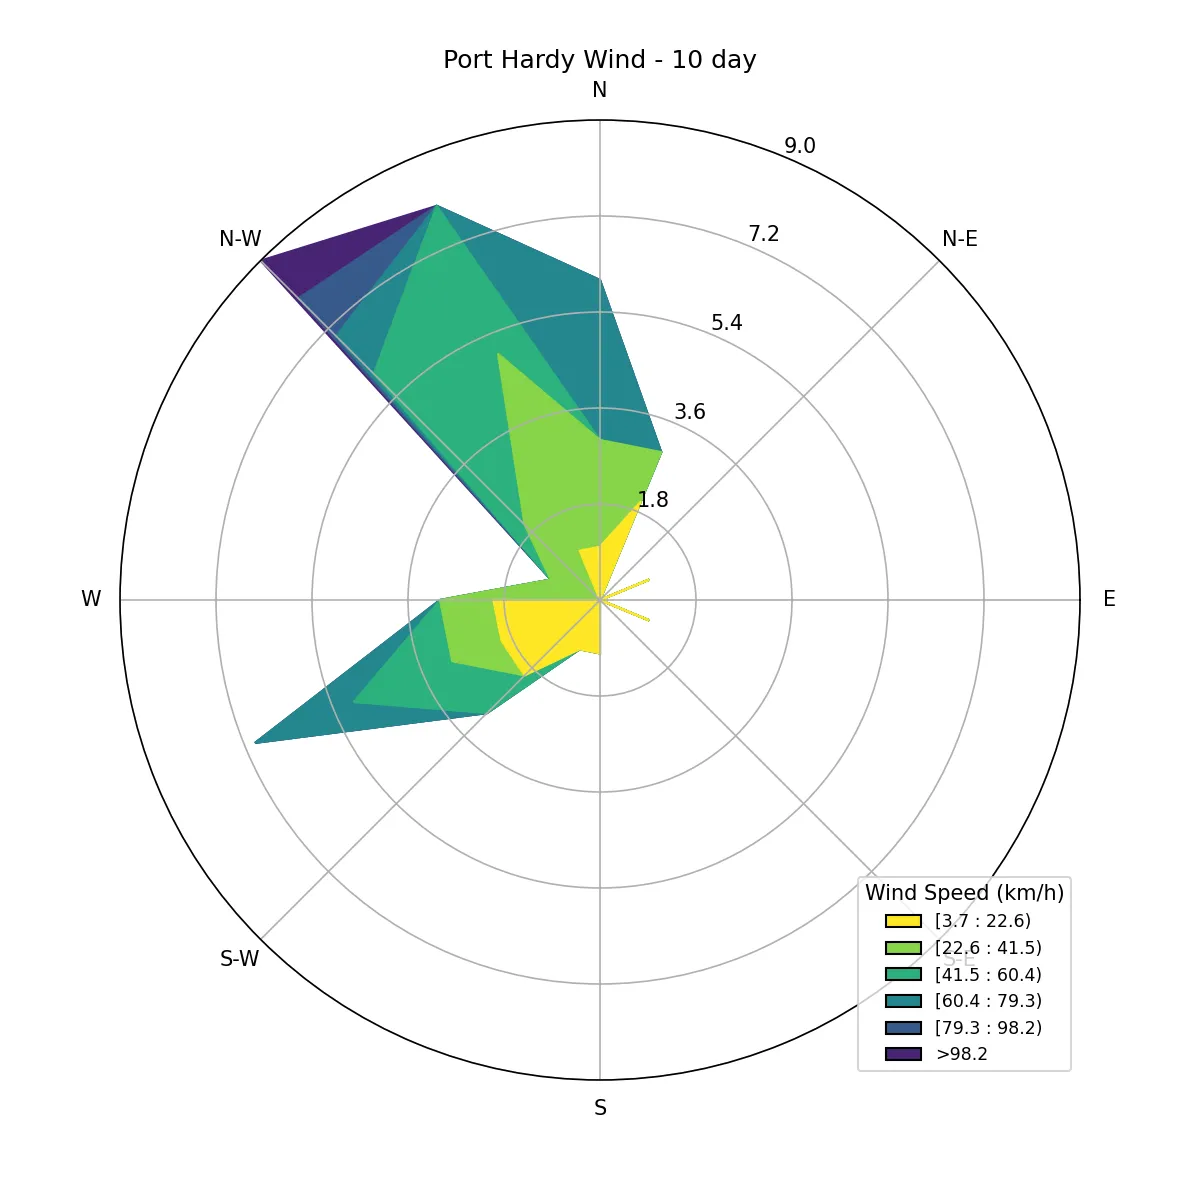 Port Hardy Wind - 10 day
N
9.0
7.2
N-W
N-E
5.4
3.6
1.8
W
E
Wind Speed (km/h)
[3.7 : 22.6)
[22.6 : 41.5)
S-W
S-E
[41.5 : 60.4)
[60.4 : 79.3)
[79.3 : 98.2)
>98.2
S